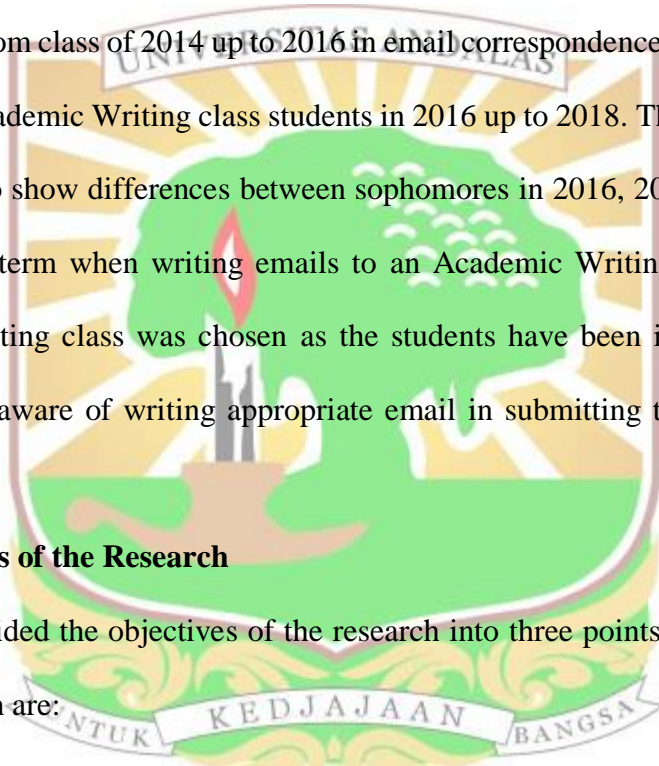 om class of 2014 up to 2016 in email correspondence
UNIVERSITAS ANDALAS
ademic Writing class students in 2016 up to 2018. Th
o show differences between sophomores in 2016, 20
term when writing emails to an Academic Writin
ting class was chosen as the students have been i
aware of writing appropriate email in submitting t
s of the Research
ided the objectives of the research into three points
n are:
NTUK KEDJAJAAN BANGSA